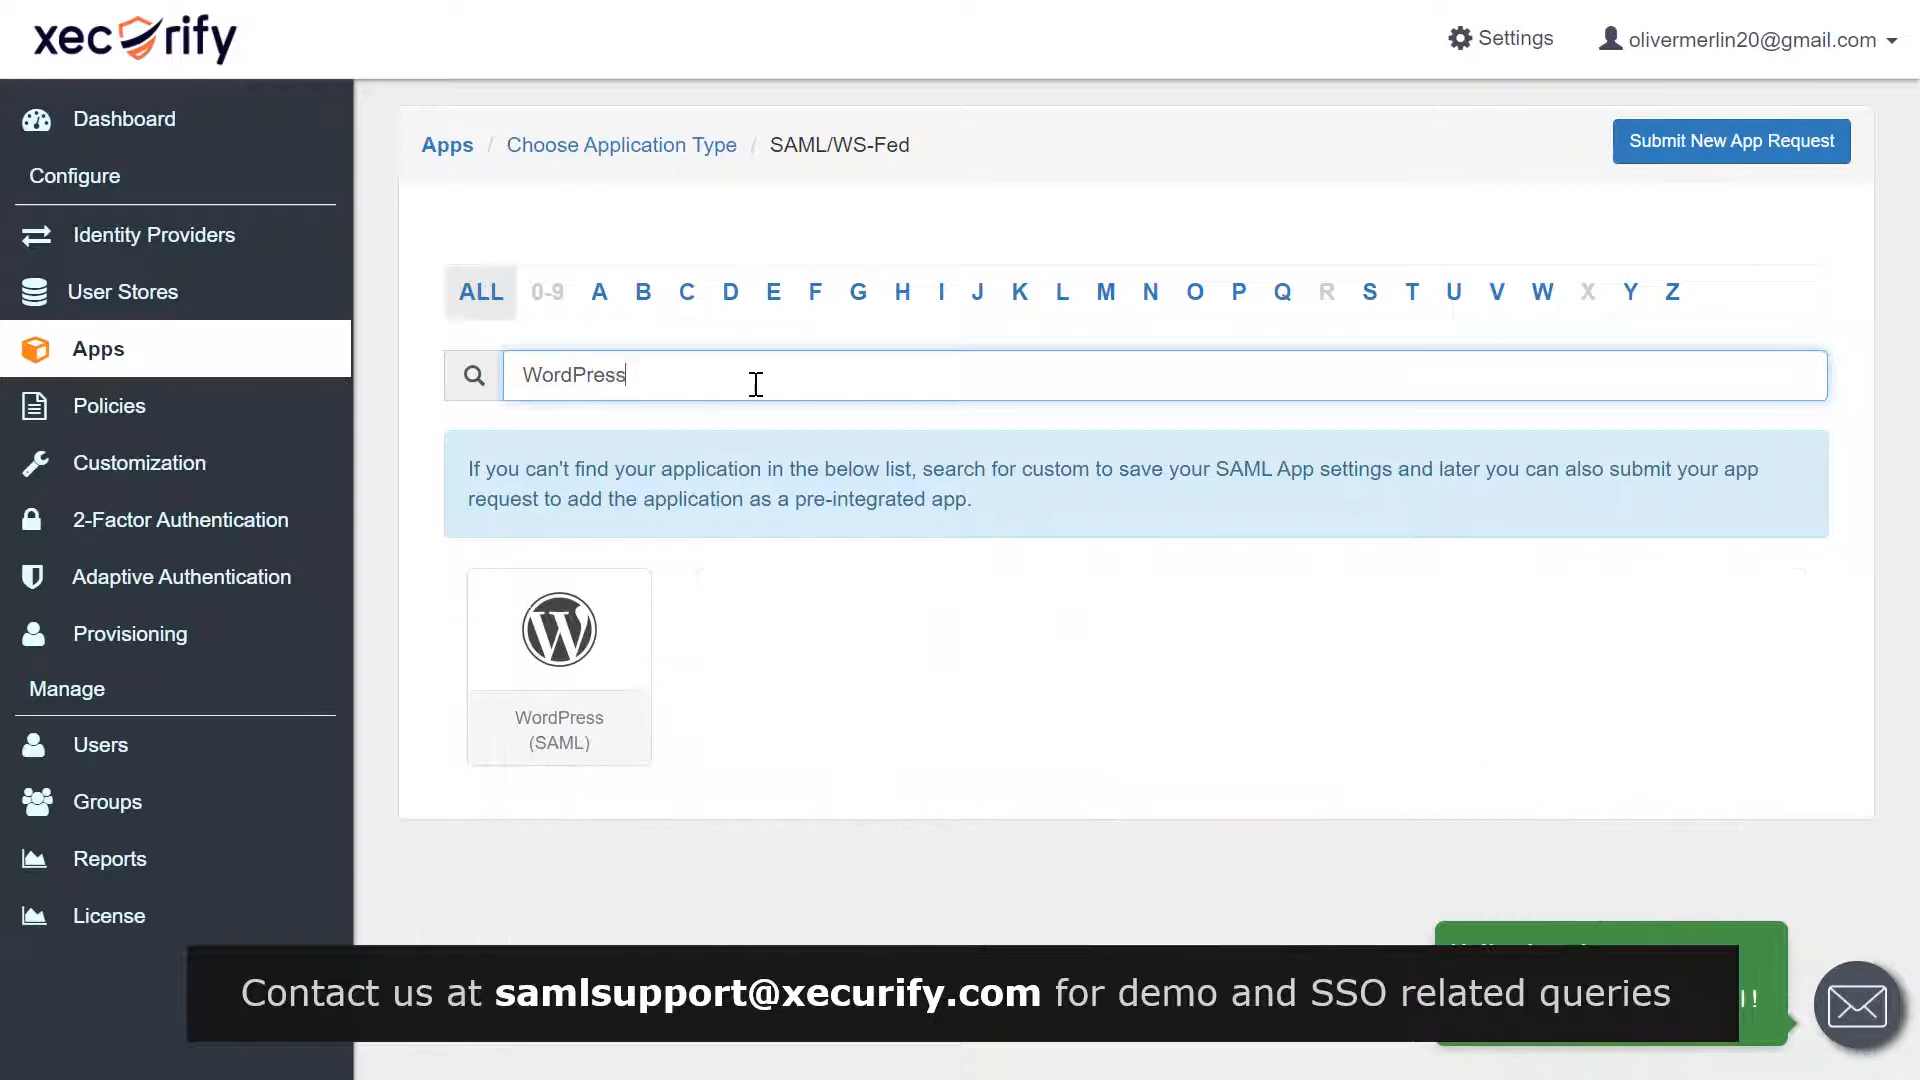 xecurify
Settings
olivermerlin20@gmail.com
Dashboard
Configure
Identity Providers
User Stores
Apps
Policies
Customization
2-Factor Authentication
Adaptive Authentication
Provisioning
Manage
Users
Groups
Reports
License
Apps / Choose Application Type / SAML/WS-Fed
Submit New App Request
ALL 0-9 A B C D E F G H I J K L M N O P Q R S T U V W X Y Z
WordPress
If you can't find your application in the below list, search for custom to save your SAML App settings and later you can also submit your app
request to add the application as a pre-integrated app.
WordPress
(SAML)
Contact us at samlsupport@xecurify.com for demo and SSO related queries